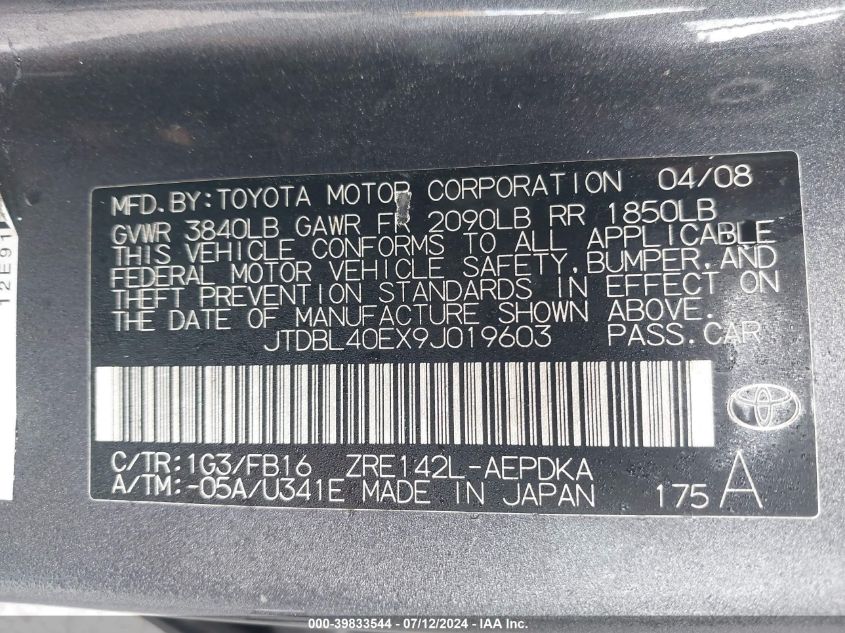 MFD.BY:TOYOTA MOTOR CORPORATION 04/08
GVWR 3840LB GAWR FR 2090LB RR 1850LB
THIS VEHICLE CONFORMS TO ALL APPLICABLE
FEDERAL MOTOR VEHICLE SAFETY,BUMPER,AND
THEFT PREVENTION STANDARDS IN EFFECT ON
THE DATE OF MANUFACTURE SHOWN ABOVE.
JTDBL40EX9J019603 PASS.CAR
C/TR:1G3/FB16 ZRE142L-AEPDKA
A/TM:-05A/U341E MADE IN JAPAN 175 A
12E91
000-39833544 / 07/12/2024 / IAAI.COM